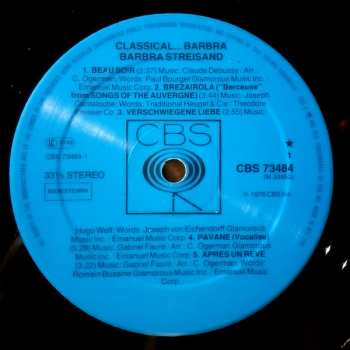 CLASSICAL... BARBRA
BARBRA STREISAND
1. BEAU SOIR (3:37) Music: Claude Debussy : Arr.:
C. Ogerman, Words: Paul Bourget Glamorous Music Inc./
Emanuel Music Corp. 2. BREZAIROLA ("Berceuse"
from SONGS OF THE AUVERGNE) (2:44) Music: Joseph
Canteloube: Words: Traditional Heugel & Cie Theodore
Presser Co. 3. VERSCHWIEGENE LIEBE (2:55) Music:
CBS
CBS 73484-1
33⅓ STEREO
1
CBS 73484
℗ 1976 CBS Inc.
Hugo Wolf: Words: Joseph von Eichendorff Glamorous
Music Inc. Emanuel Music Corp. 4. PAVANE (Vocalise)
(5:29) Music: Gabriel Fauré : Arr.: C. Ogerman Glamorous
Music Inc. : Emanuel Music Corp. 5. APRÈS UN RÊVE
(3:22) Music: Gabriel Fauré : Arr.: C. Ogerman Words:
Romain Bussine Glamorous Music Inc. : Emanuel Music
Corp.